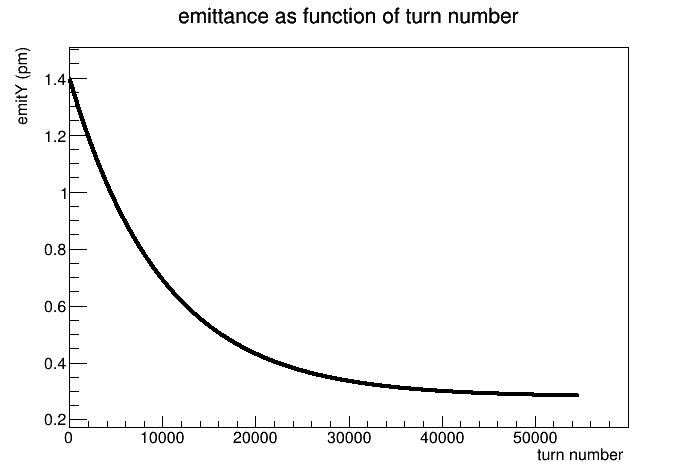 emittance as function of turn number
emitY (pm)
1.4
1.2
1
0.8
0.6
0.4
0.2
0 10000 20000 30000 40000 50000
turn number